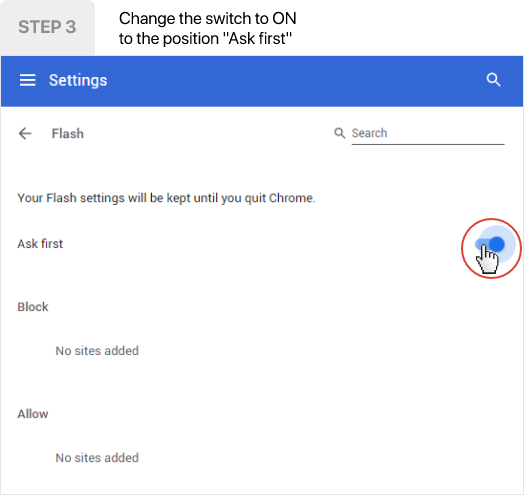 STEP 3
Change the switch to ON
to the position "Ask first"
Settings
Flash
Search
Your Flash settings will be kept until you quit Chrome.
Ask first
Block
No sites added
Allow
No sites added